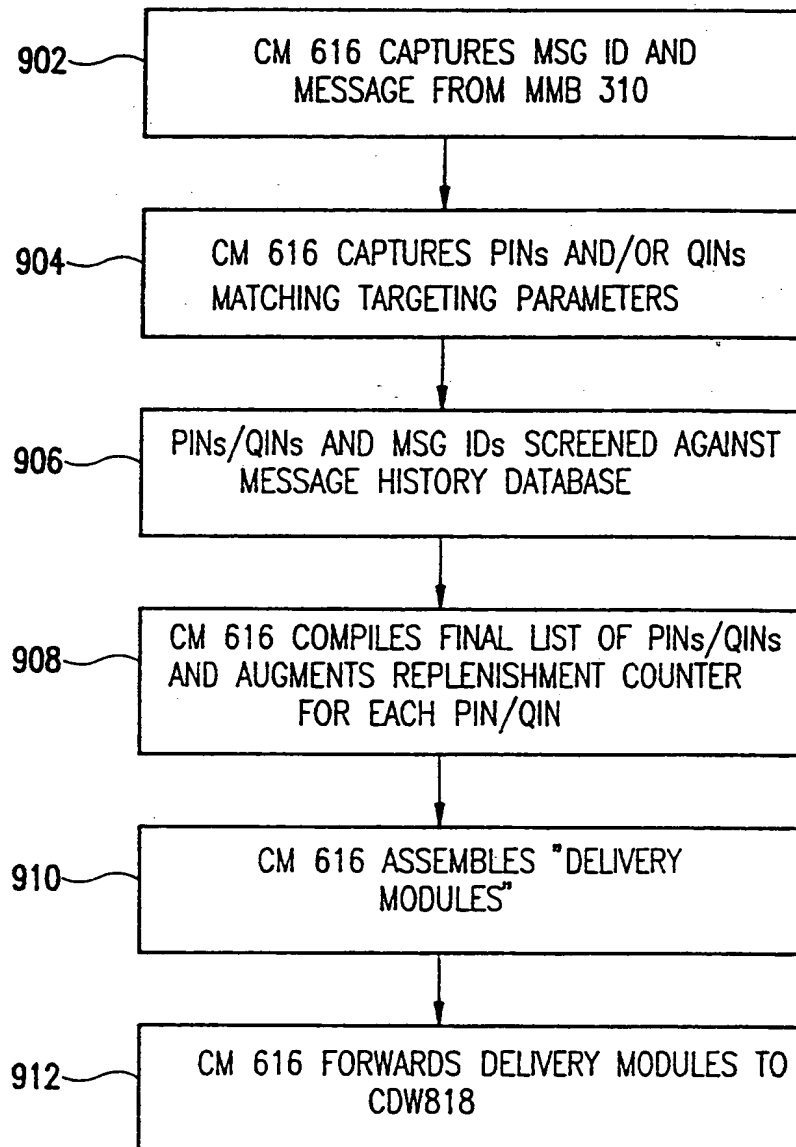 902
CM 616 CAPTURES MSG ID AND
MESSAGE FROM MMB 310
904
CM 616 CAPTURES PINs AND/OR QINs
MATCHING TARGETING PARAMETERS
906
PINs/QINs AND MSG IDs SCREENED AGAINST
MESSAGE HISTORY DATABASE
908
CM 616 COMPILES FINAL LIST OF PINs/QINs
AND AUGMENTS REPLENISHMENT COUNTER
FOR EACH PIN/QIN
910
CM 616 ASSEMBLES "DELIVERY
MODULES"
912
CM 616 FORWARDS DELIVERY MODULES TO
CDW818